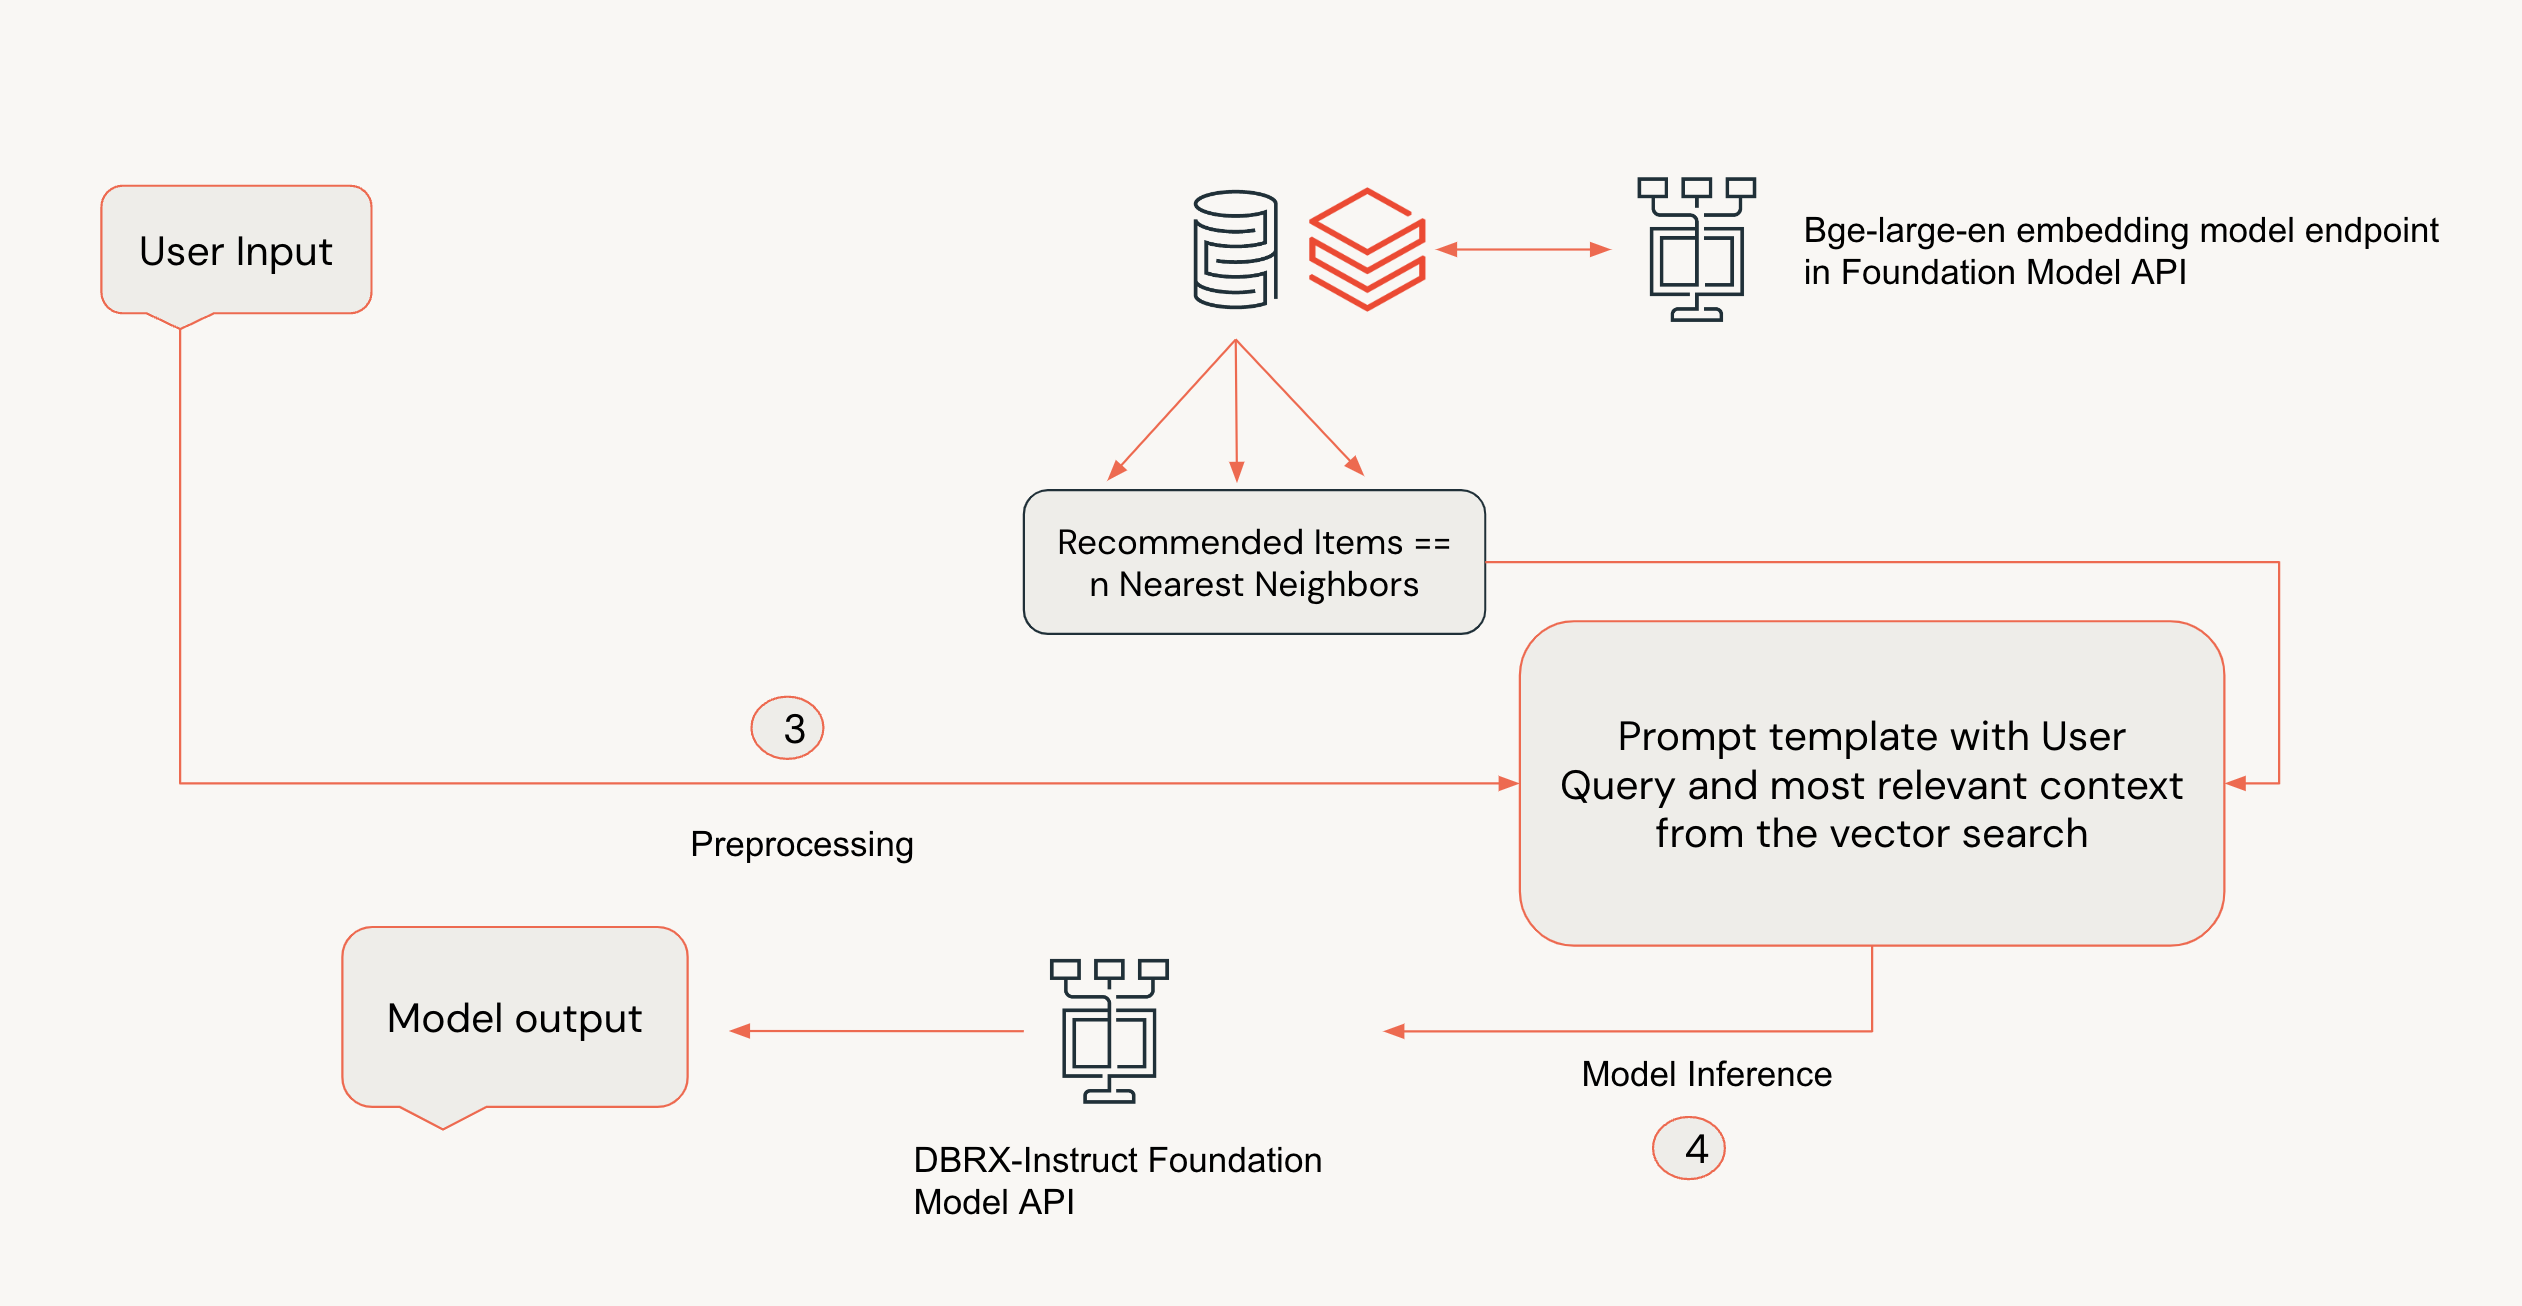 User Input
Bge-large-en embedding model endpoint
in Foundation Model API
Recommended Items ==
n Nearest Neighbors
3
Preprocessing
Prompt template with User
Query and most relevant context
from the vector search
Model output
DBRX-Instruct Foundation
Model API
Model Inference
4